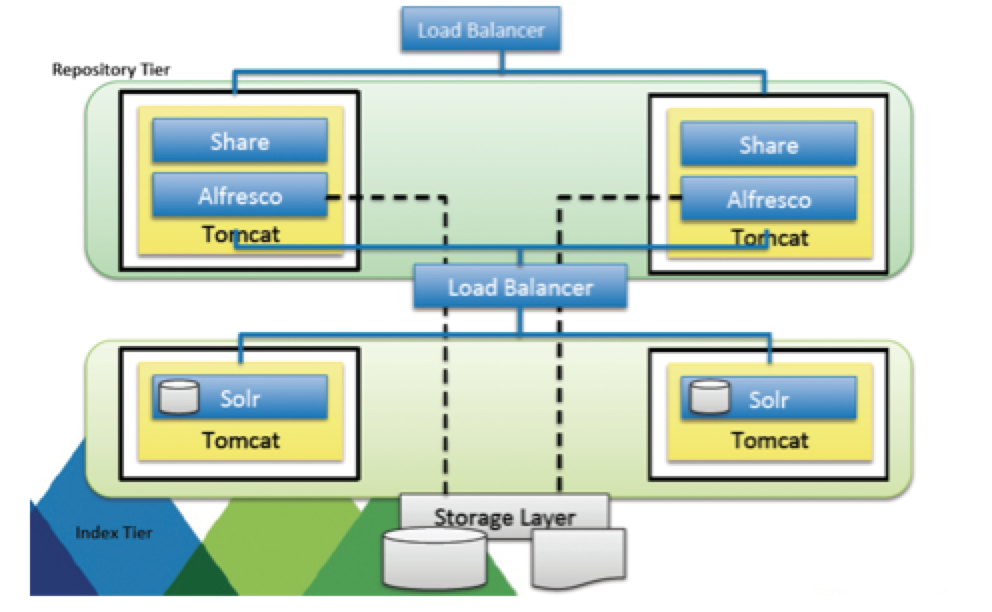 Load Balancer
Repository Tier
Share
Share
Alfresco
Alfresco
Tomcat
Tomcat
Load Balancer
Solr
Solr
Tomcat
Tomcat
Storage Layer
Index Tier